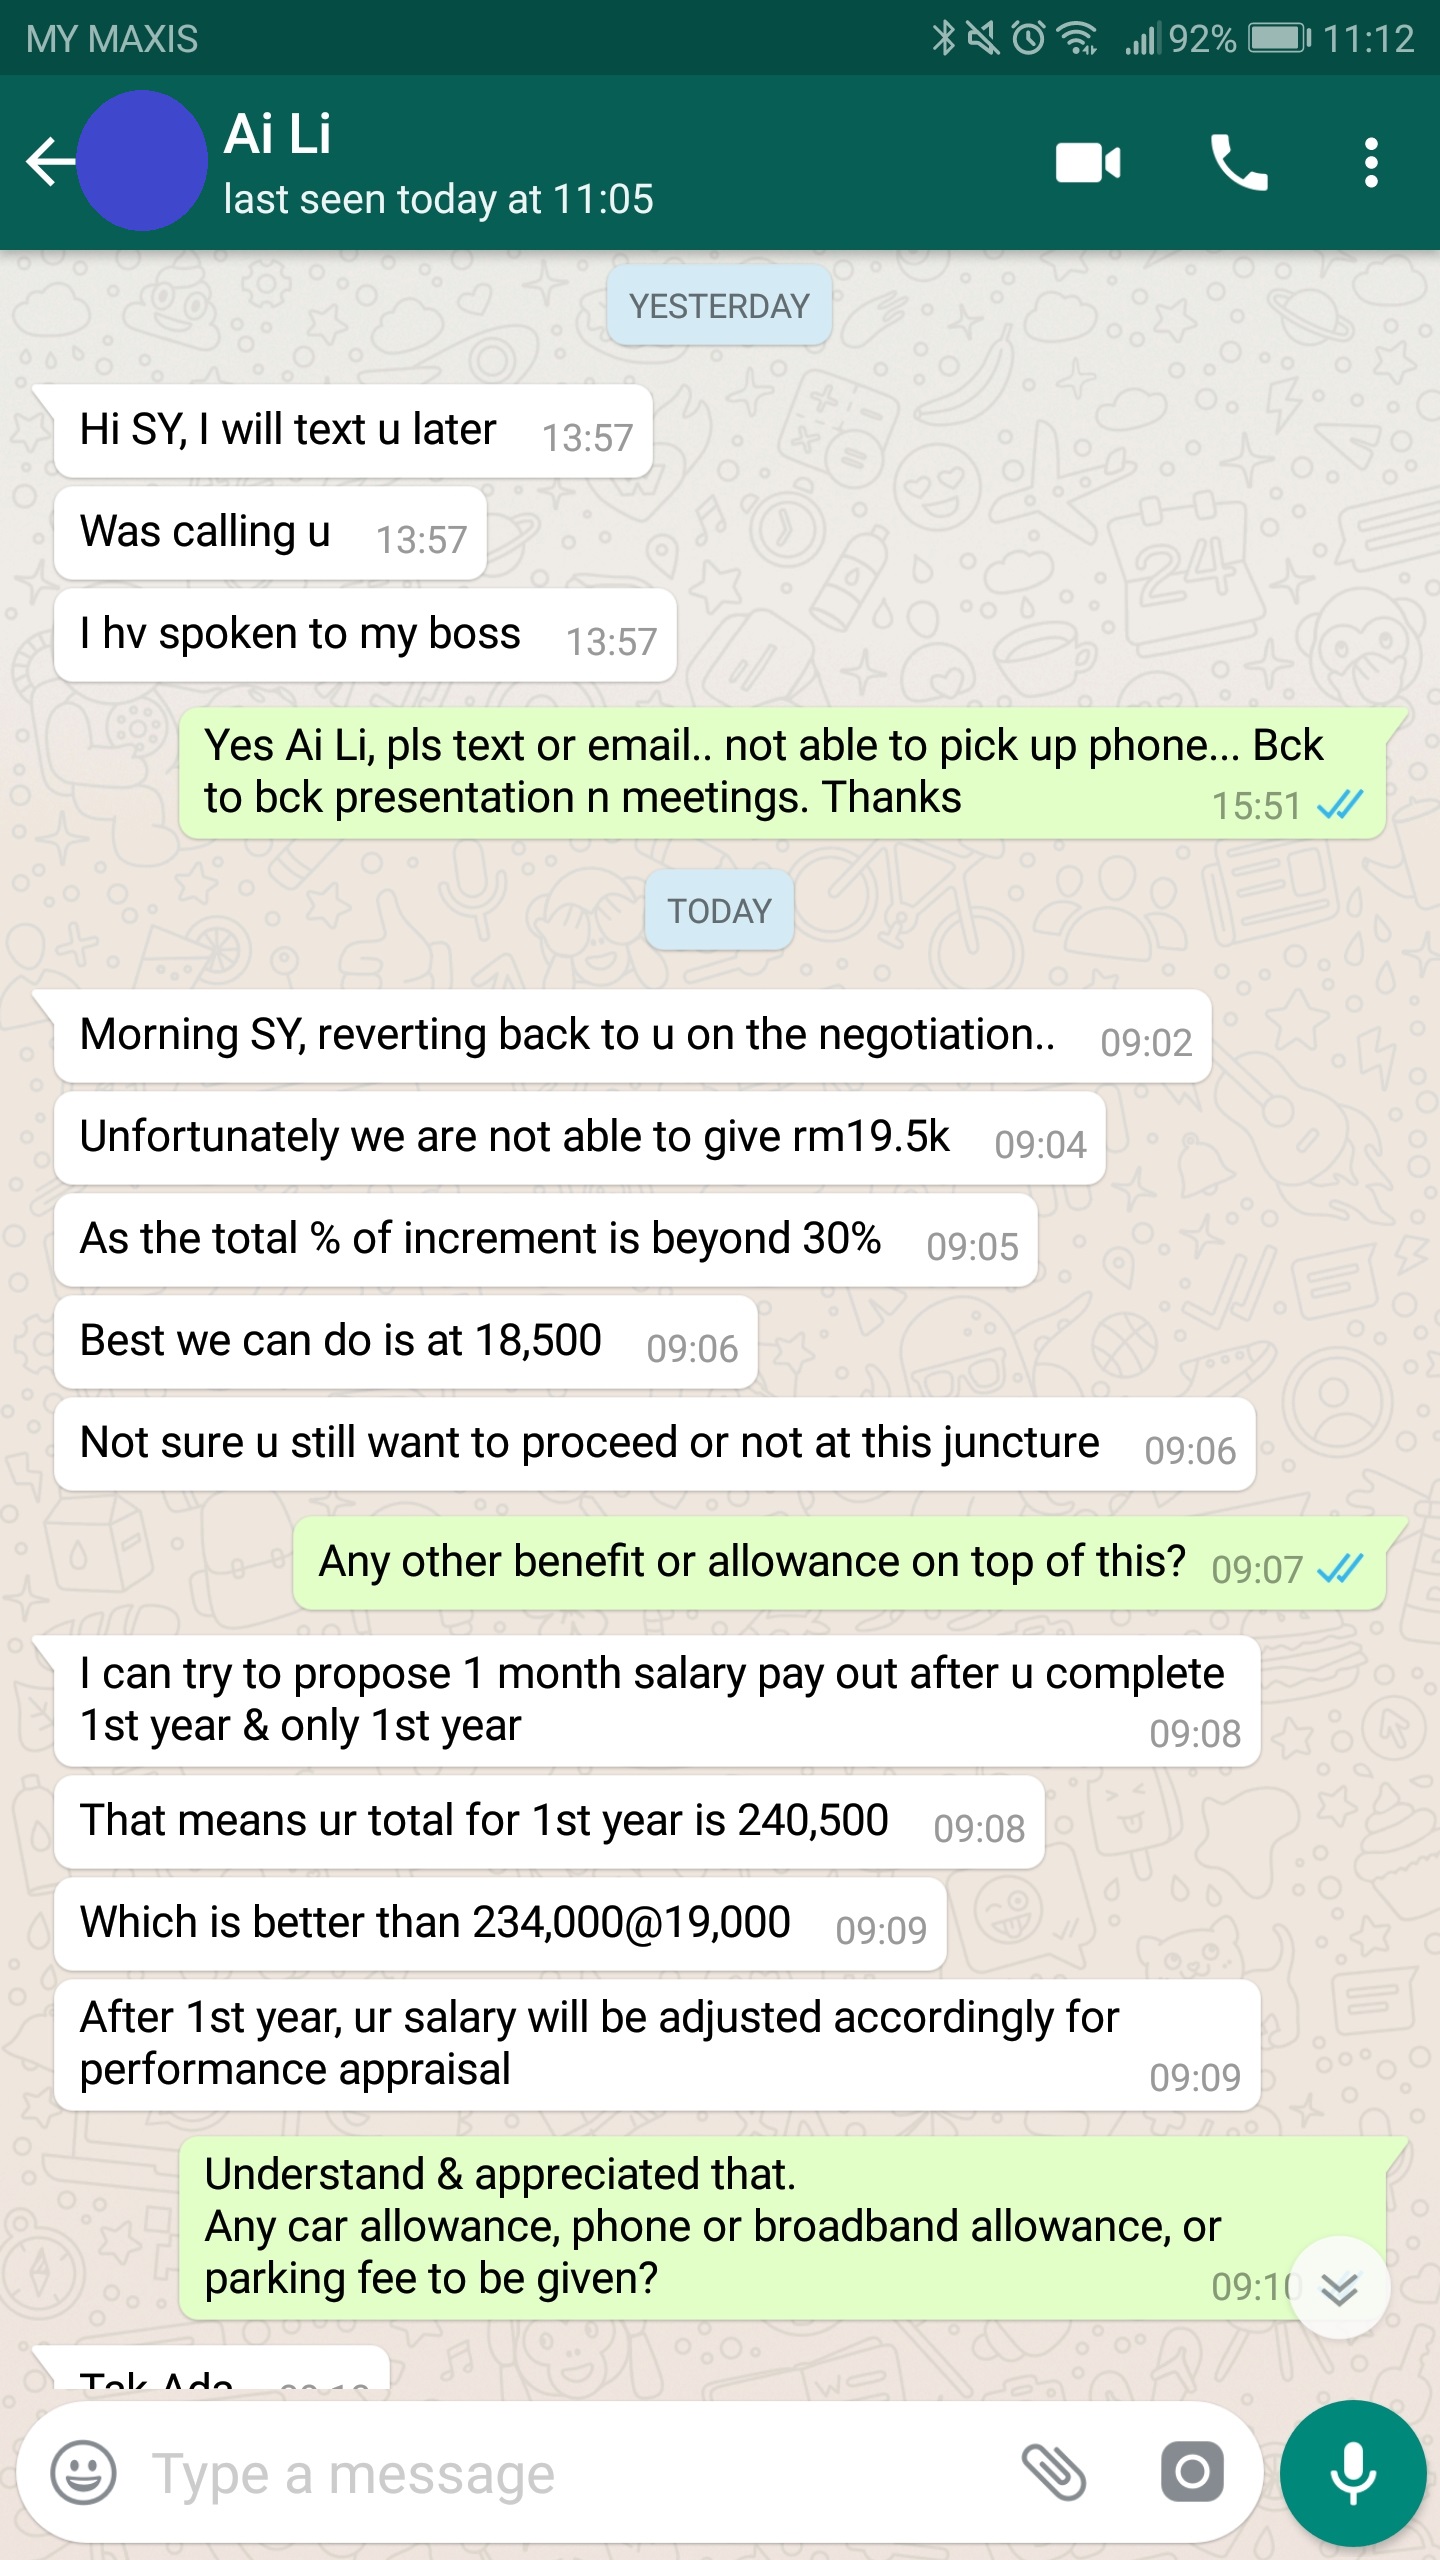 MY MAXIS
92%
11:12
Ai Li
last seen today at 11:05
YESTERDAY
Hi SY, I will text u later 13:57
Was calling u 13:57
I hv spoken to my boss 13:57
Yes Ai Li, pls text or email.. not able to pick up phone... Bck
to bck presentation n meetings. Thanks 15:51
TODAY
Morning SY, reverting back to u on the negotiation.. 09:02
Unfortunately we are not able to give rm19.5k 09:04
As the total % of increment is beyond 30% 09:05
Best we can do is at 18,500 09:06
Not sure u still want to proceed or not at this juncture 09:06
Any other benefit or allowance on top of this? 09:07
I can try to propose 1 month salary pay out after u complete
1st year & only 1st year 09:08
That means ur total for 1st year is 240,500 09:08
Which is better than 234,000@19,000 09:09
After 1st year, ur salary will be adjusted accordingly for
performance appraisal 09:09
Understand & appreciated that.
Any car allowance, phone or broadband allowance, or
parking fee to be given? 09:10
Tak Ada
Type a message